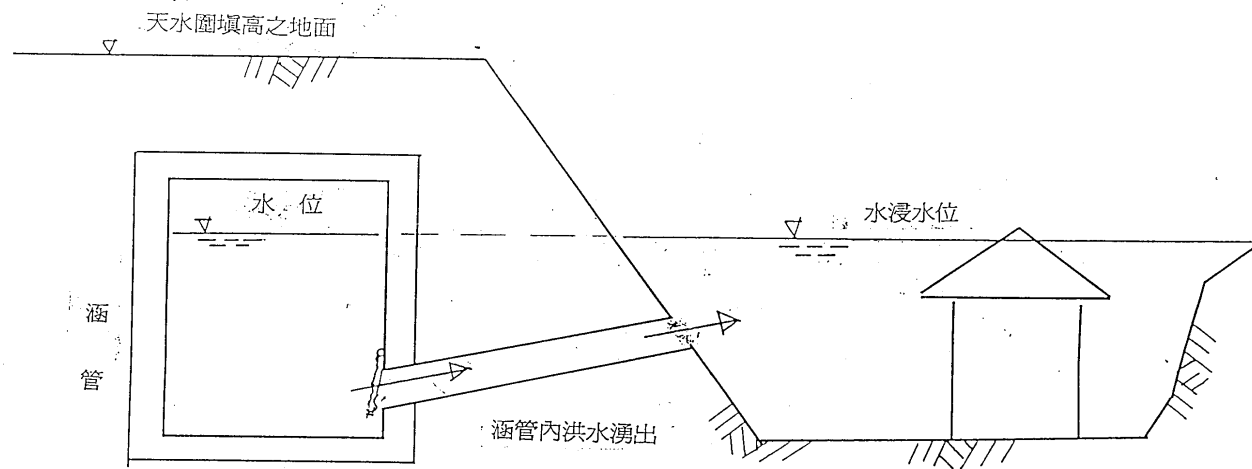 天水圍填高之地面
水位
水浸水位
涵管
涵管內洪水湧出